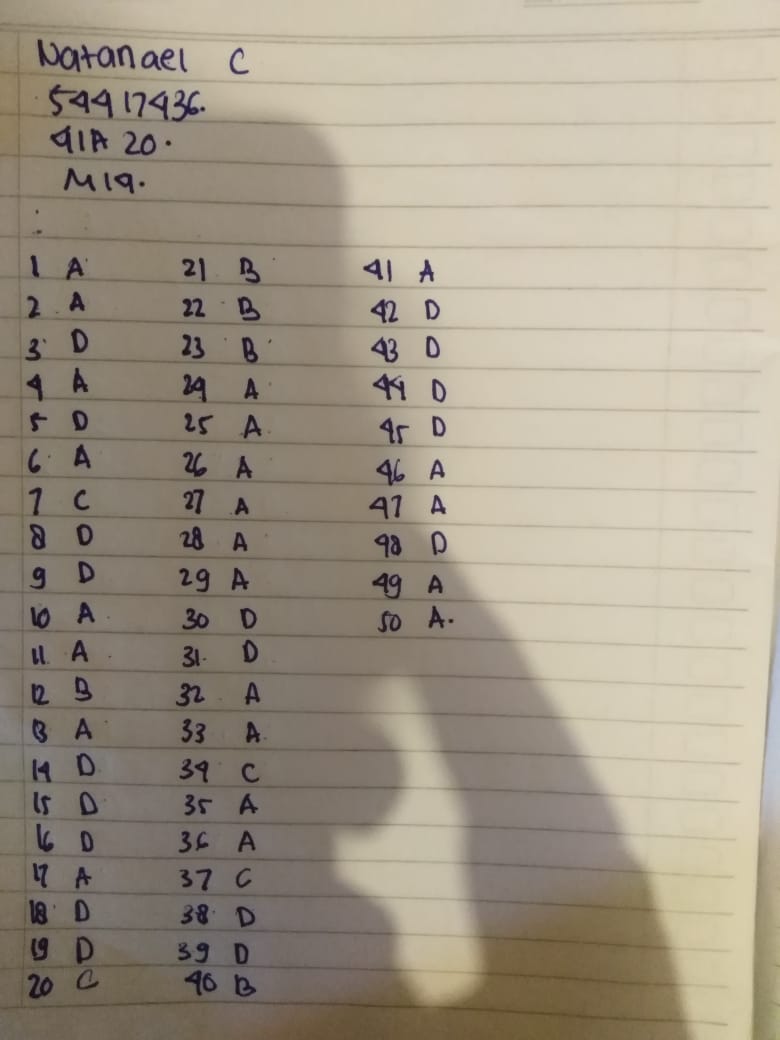 Natanael C
54417436.
41A 20.
M19.
:
1 A 21 B 41 A
2 A 22 B 42 D
3 D 23 B 43 D
4 A 24 A 44 D
5 D 25 A 45 D
6 A 26 A 46 A
7 C 27 A 47 A
8 D 28 A 48 D
9 D 29 A 49 A
10 A 30 D 50 A.
11 A 31 D
12 B 32 A
13 A 33 A
14 D 34 C
15 D 35 A
16 D 36 A
17 A 37 C
18 D 38 D
19 D 39 D
20 C 40 B